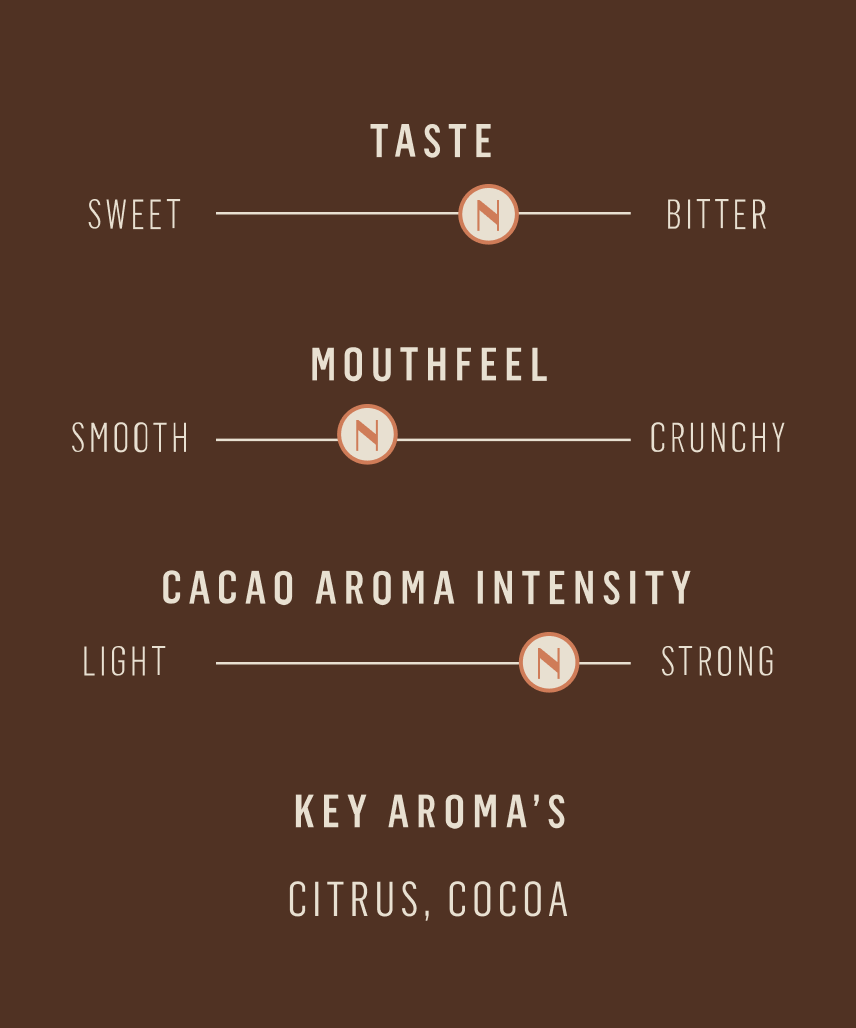 TASTE
SWEET N BITTER
MOUTHFEEL
SMOOTH N CRUNCHY
CACAO AROMA INTENSITY
LIGHT N STRONG
KEY AROMA’S
CITRUS, COCOA